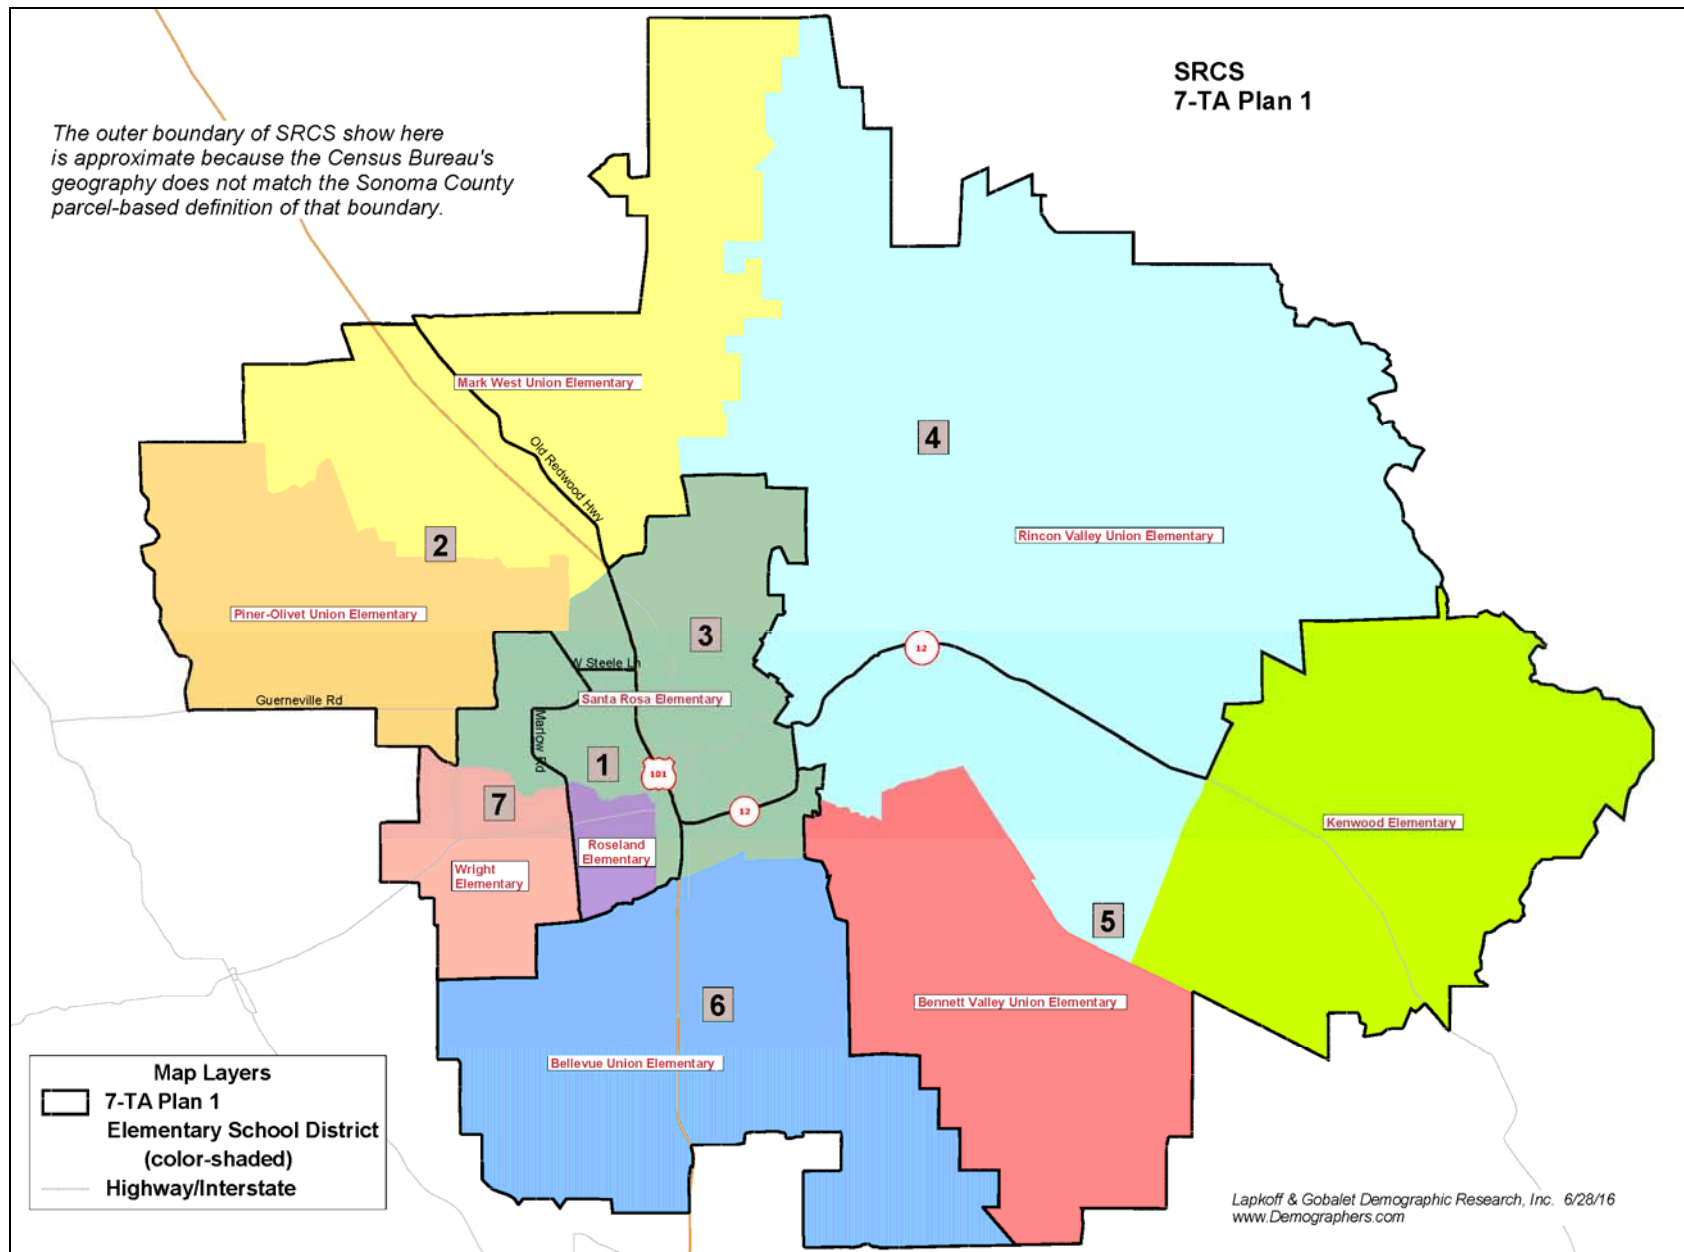 SRCS
7-TA Plan 1
The outer boundary of SRCS show here
is approximate because the Census Bureau's
geography does not match the Sonoma County
parcel-based definition of that boundary.
Mark West Union Elementary
4
Old Redwood Hwy
Rincon Valley Union Elementary
2
Piner-Olivet Union Elementary
3
12
W Steele Ln
Santa Rosa Elementary
Guerneville Rd
Marlow Rd
1
101
7
12
Kenwood Elementary
Roseland
Elementary
Wright
Elementary
5
6
Bennett Valley Union Elementary
Bellevue Union Elementary
Map Layers
7-TA Plan 1
Elementary School District
(color-shaded)
Highway/Interstate
Lapkoff & Gobalet Demographic Research, Inc. 6/28/16
www.Demographers.com